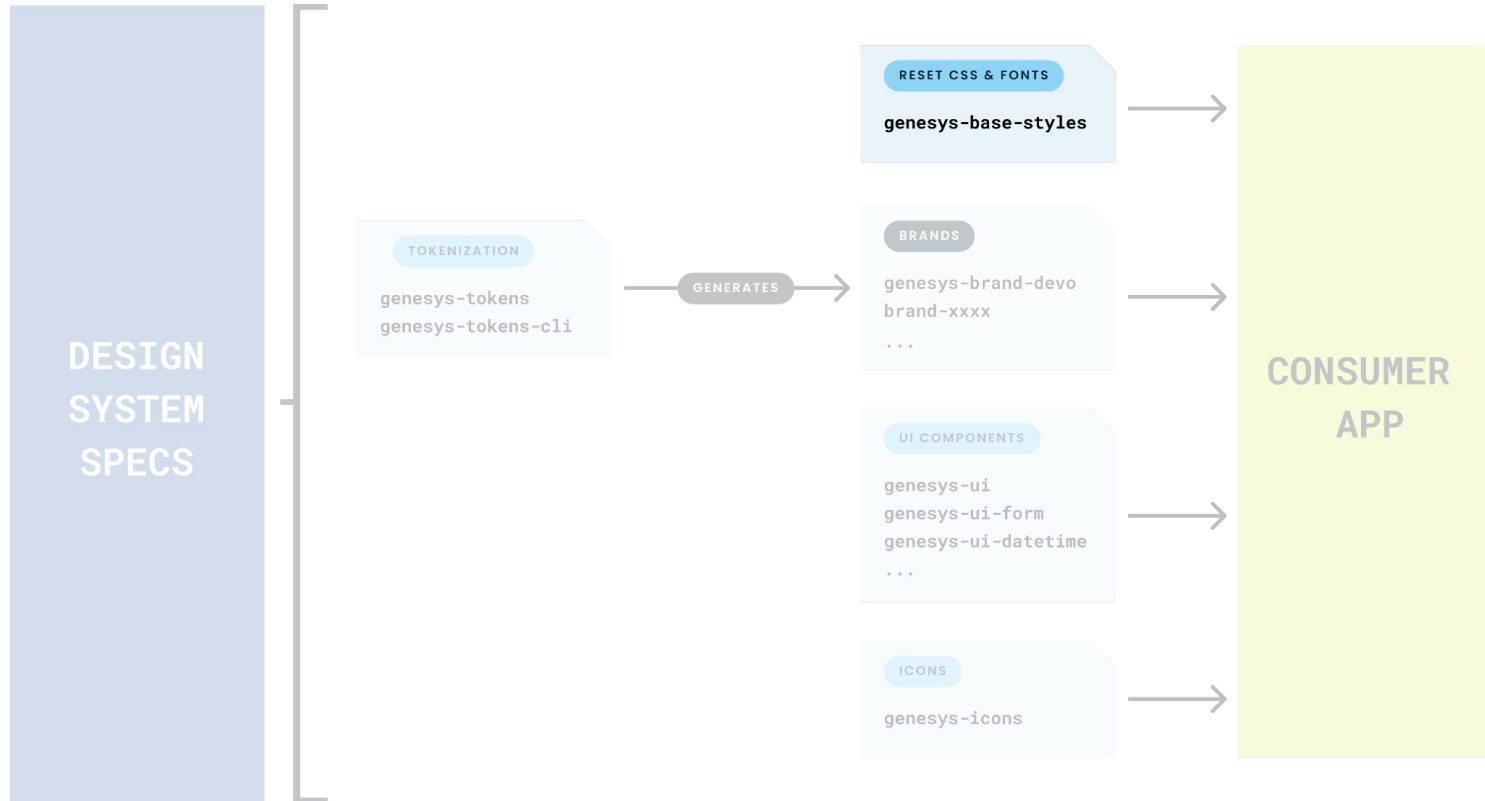 DESIGN
SYSTEM
SPECS
TOKENIZATION
genesys-tokens
genesys-tokens-cli
GENERATES
RESET CSS & FONTS
genesys-base-styles
BRANDS
genesys-brand-devo
brand-xxxx
...
UI COMPONENTS
genesys-ui
genesys-ui-form
genesys-ui-datetime
...
ICONS
genesys-icons
CONSUMER
APP